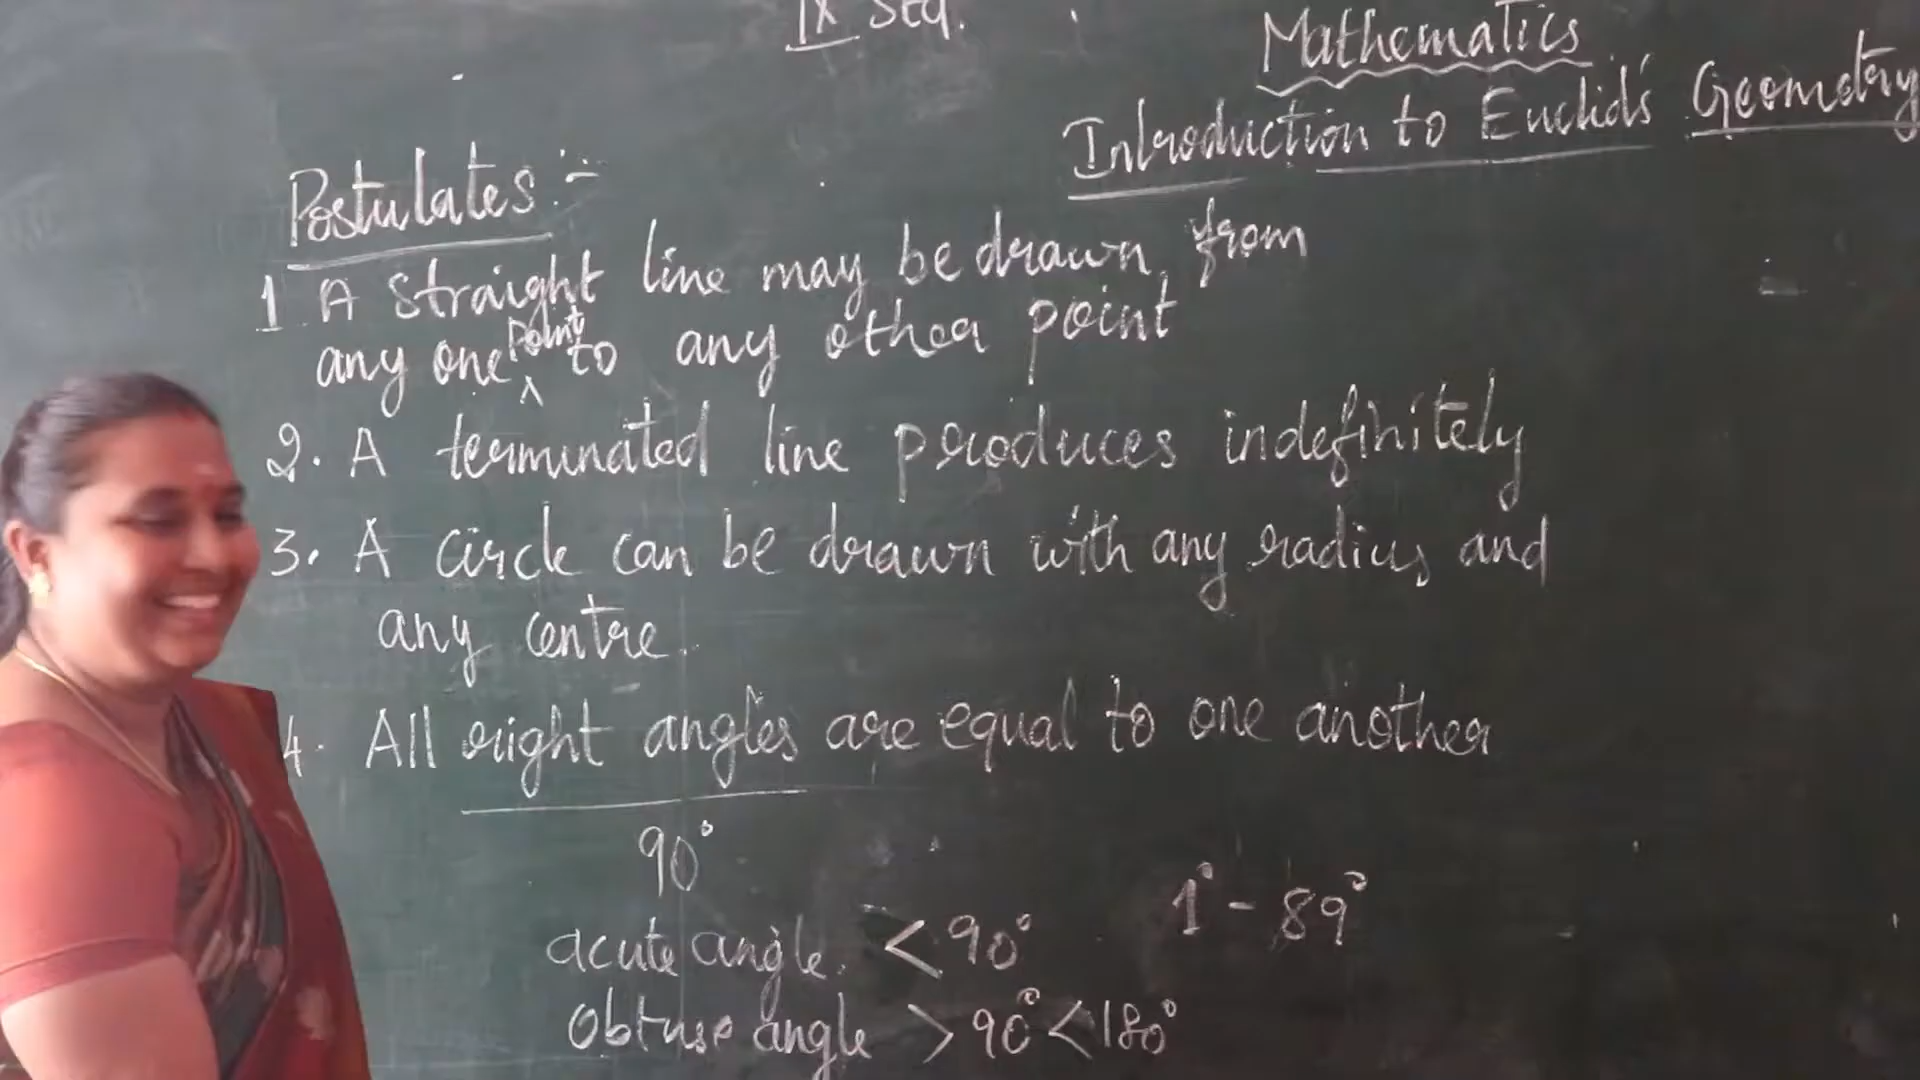 IX Std.
Mathematics
Introduction to Euclid's Geometry
Postulates :-
1 A straight line may be drawn from
any one point to any other point
2. A terminated line produces indefinitely
3. A circle can be drawn with any radius and
any centre.
4. All right angles are equal to one another
90°
acute angle. < 90° 1° - 89°
Obtuse angle > 90° < 180°